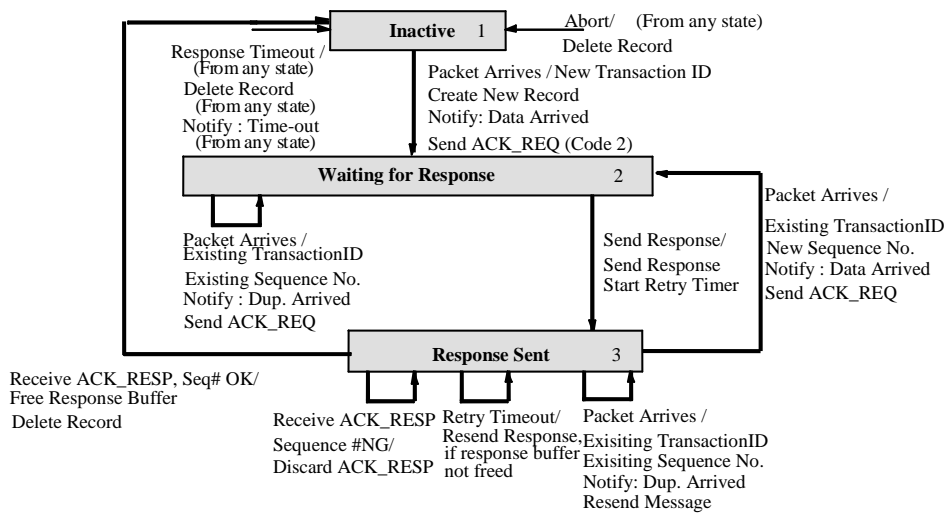 Inactive 1
Abort/ (From any state)
Delete Record
Response Timeout /
(From any state)
Delete Record
(From any state)
Notify : Time-out
(From any state)
Packet Arrives / New Transaction ID
Create New Record
Notify: Data Arrived
Send ACK_REQ (Code 2)
Waiting for Response 2
Packet Arrives /
Existing TransactionID
Existing Sequence No.
Notify : Dup. Arrived
Send ACK_REQ
Send Response/
Send Response
Start Retry Timer
Packet Arrives /
Existing TransactionID
New Sequence No.
Notify : Data Arrived
Send ACK_REQ
Response Sent 3
Receive ACK_RESP, Seq# OK/
Free Response Buffer
Delete Record
Receive ACK_RESP
Sequence #NG/
Discard ACK_RESP
Retry Timeout/
Resend Response,
if response buffer
not freed
Packet Arrives /
Exisiting TransactionID
Exisiting Sequence No.
Notify: Dup. Arrived
Resend Message